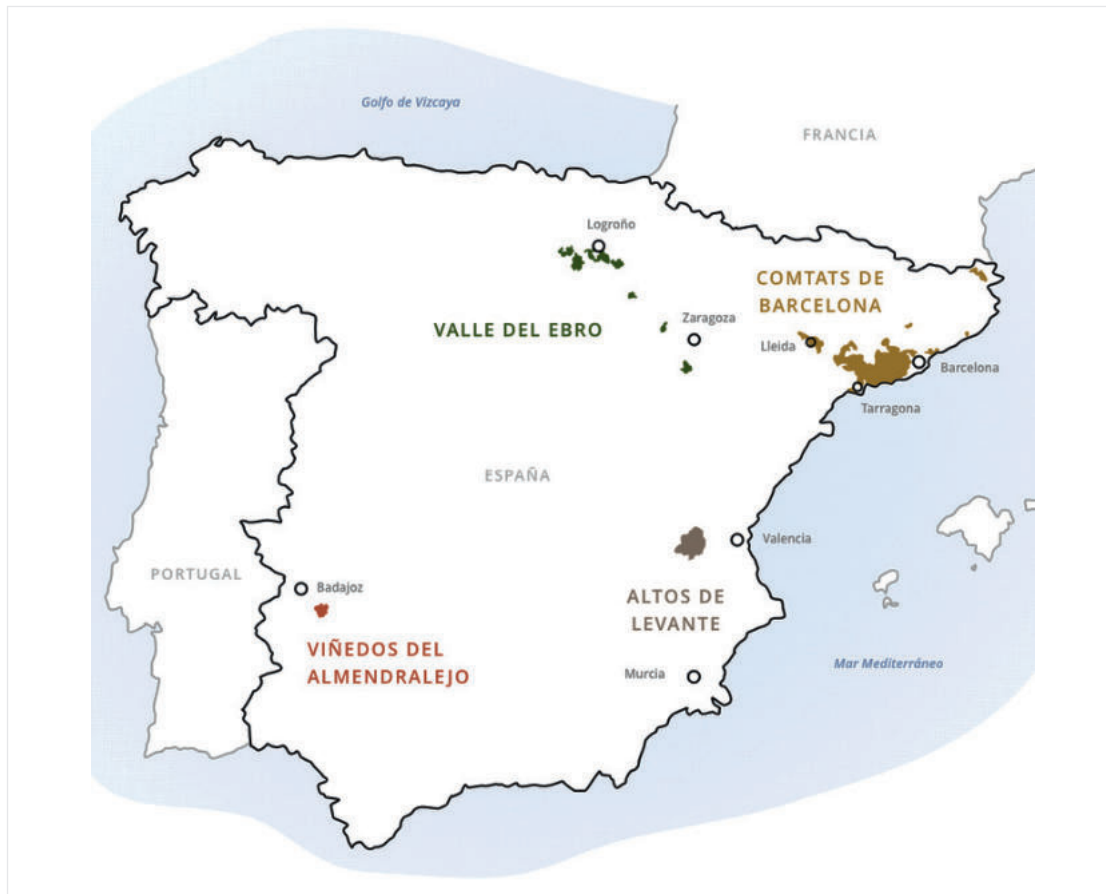 Golfo de Vizcaya
FRANCIA
Logroño
COMTATS DE
BARCELONA
VALLE DEL EBRO
Zaragoza
Lleida
Barcelona
Tarragona
ESPAÑA
Valencia
PORTUGAL
Badajoz
ALTOS DE
LEVANTE
VIÑEDOS DEL
ALMENDRALEJO
Mar Mediterráneo
Murcia